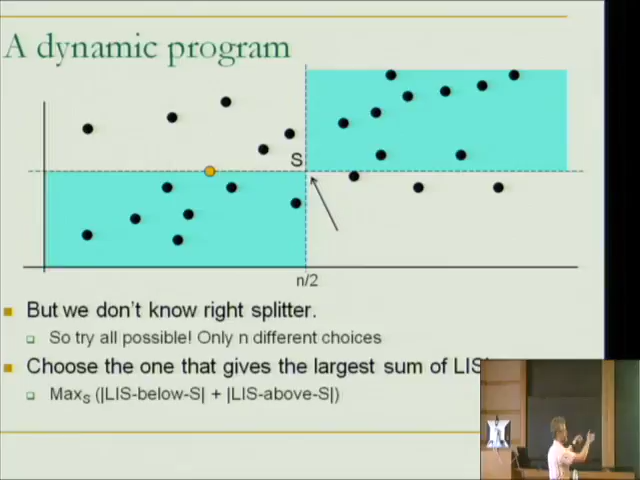 A dynamic program
S
n/2
But we don't know right splitter.
So try all possible! Only n different choices
Choose the one that gives the largest sum of LIS
Maxₛ (|LIS-below-S| + |LIS-above-S|)